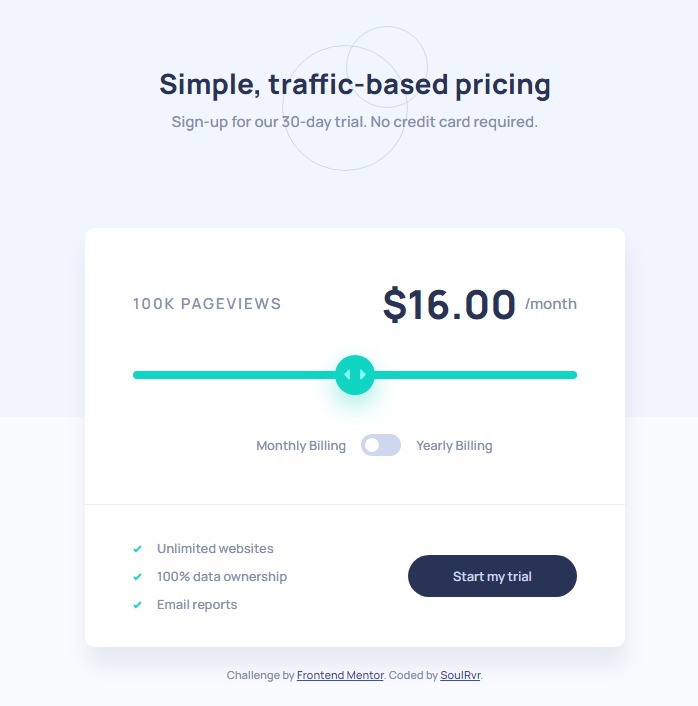 Simple, traffic-based pricing
Sign-up for our 30-day trial. No credit card required.
100K PAGEVIEWS
$16.00 /month
Monthly Billing
Yearly Billing
Unlimited websites
100% data ownership
Email reports
Start my trial
Challenge by Frontend Mentor. Coded by SoulRvr.